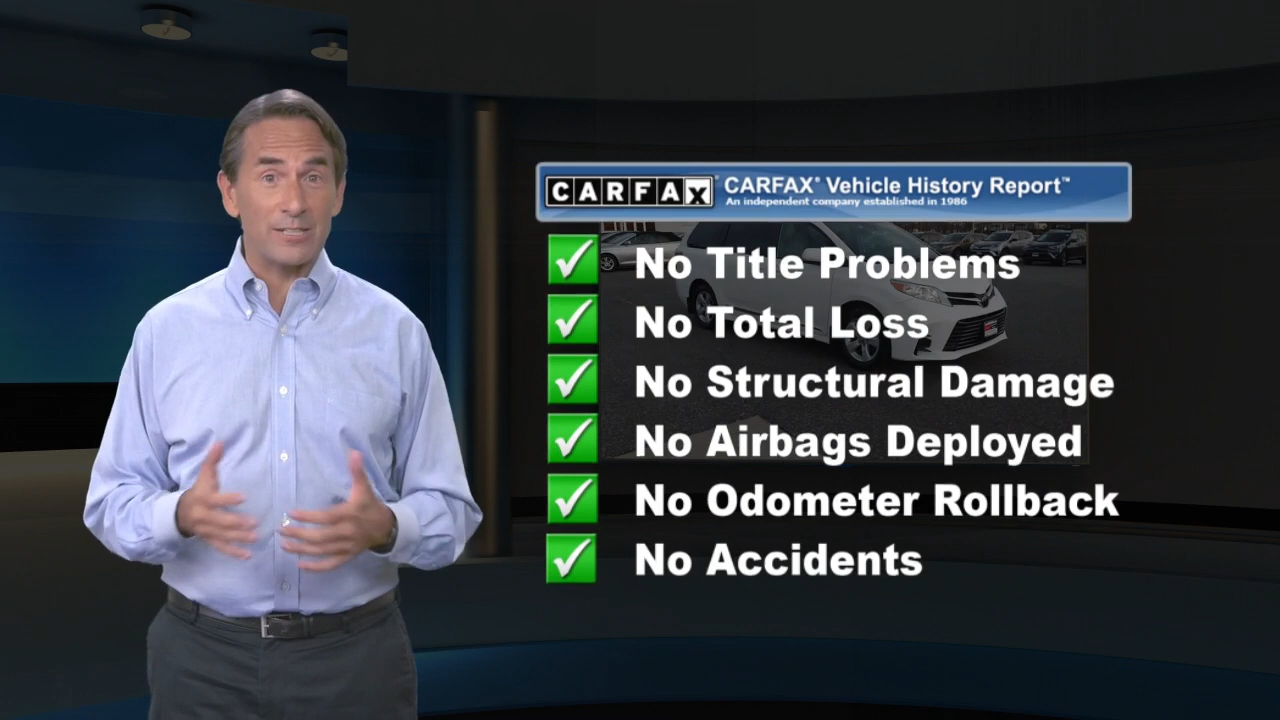 CARFAX® CARFAX® Vehicle History Report™
An independent company established in 1986
No Title Problems
No Total Loss
No Structural Damage
No Airbags Deployed
No Odometer Rollback
No Accidents